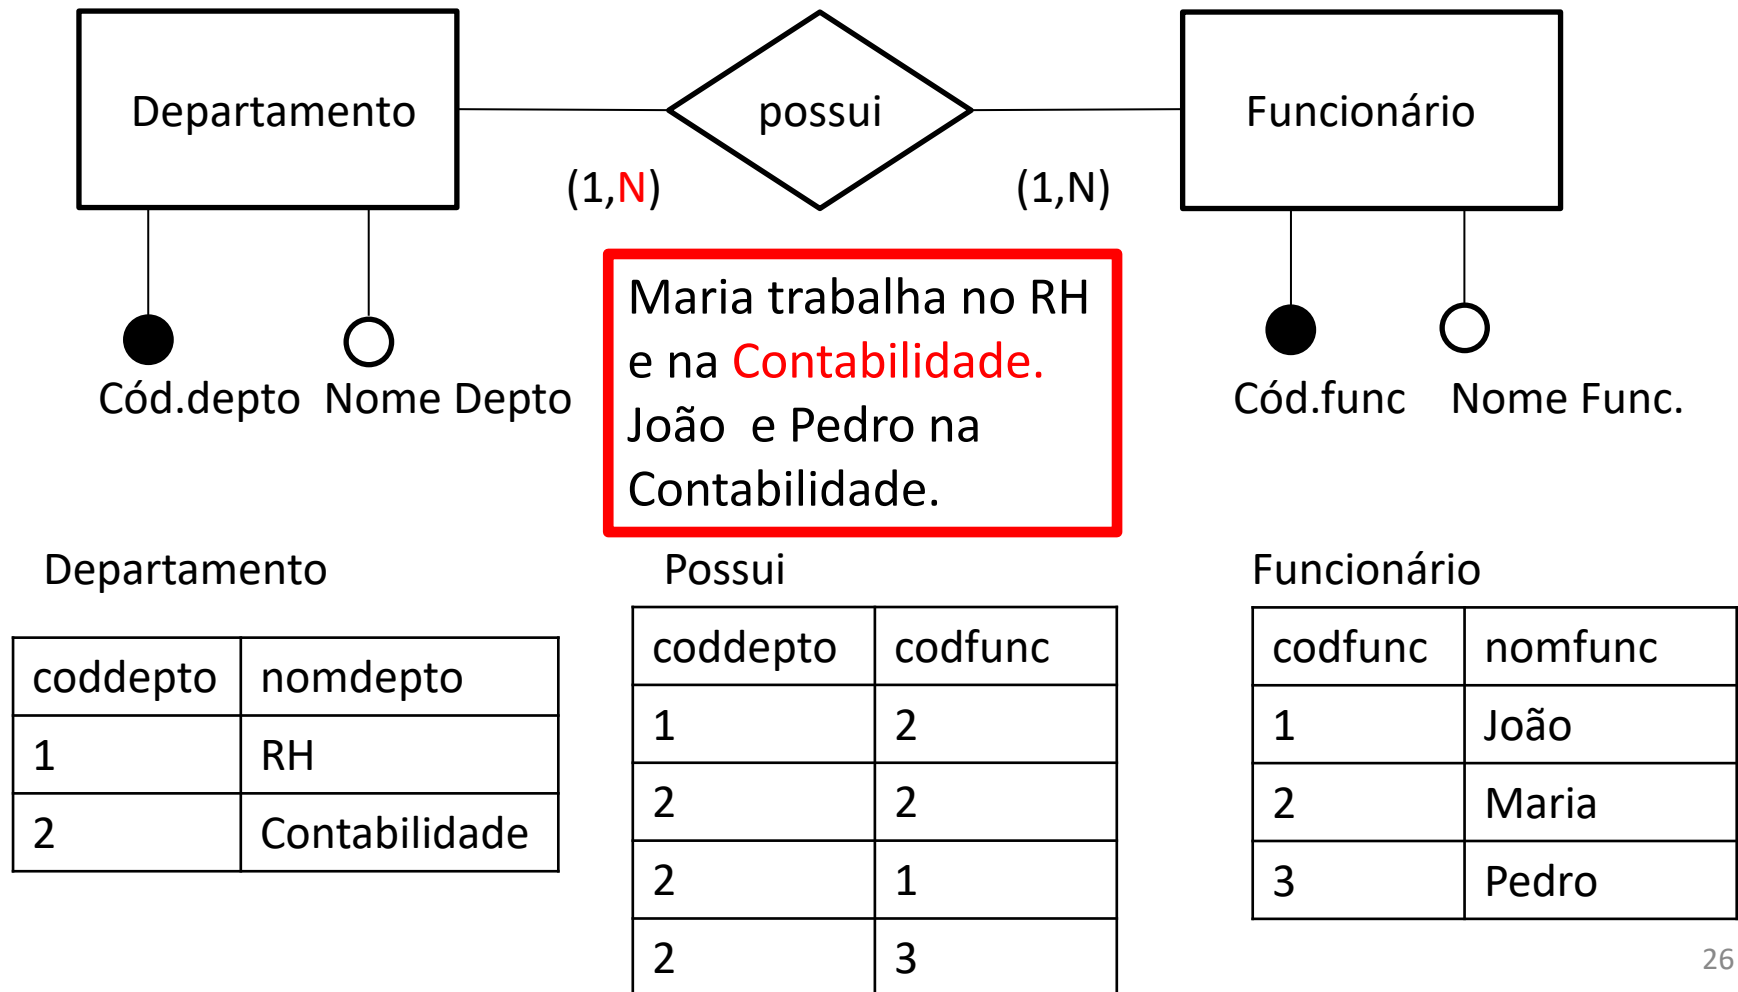 Departamento
possui
Funcionário
(1,N)
(1,N)
Cód.depto
Nome Depto
Maria trabalha no RH
e na Contabilidade.
João e Pedro na
Contabilidade.
Cód.func
Nome Func.
Departamento
coddepto nomdepto
1 RH
2 Contabilidade
Possui
coddepto codfunc
1 2
2 2
2 1
2 3
Funcionário
codfunc nomfunc
1 João
2 Maria
3 Pedro
26